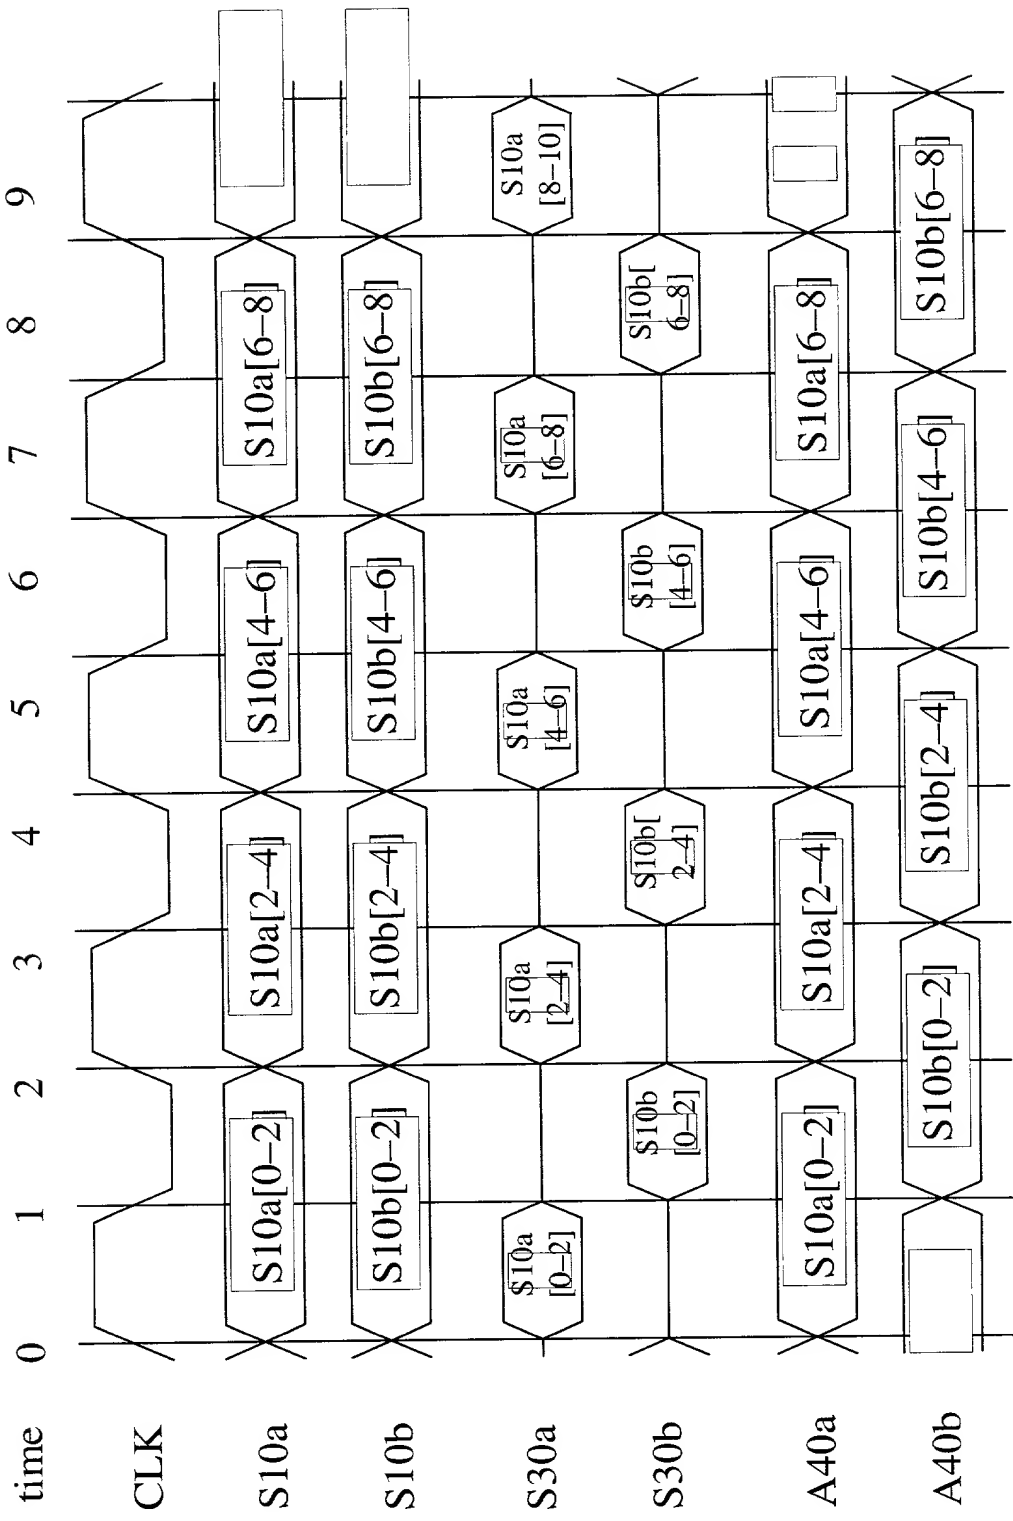 time 0 1 2 3 4 5 6 7 8 9
CLK
S10a S10a[0–2] S10a[2–4] S10a[4–6] S10a[6–8]
S10b S10b[0–2] S10b[2–4] S10b[4–6] S10b[6–8]
S30a S10a S10a S10a S10a S10a
[0–2] [2–4] [4–6] [6–8] [8–10]
S30b S10b S10b[ S10b S10b[
[0–2] 2–4] [4–6] 6–8]
A40a S10a[0–2] S10a[2–4] S10a[4–6] S10a[6–8]
A40b S10b[0–2] S10b[2–4] S10b[4–6] S10b[6–8]